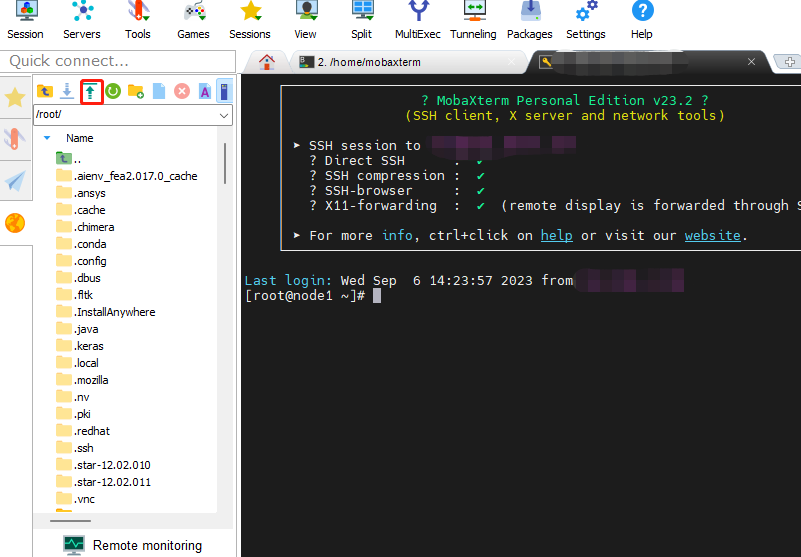 Session Servers Tools Games Sessions View Split MultiExec Tunneling Packages Settings Help
Quick connect...
2. /home/mobaxterm
/root/
Name
..
.aienv_fea2.017.0_cache
.ansys
.cache
.chimera
.conda
.config
.dbus
.fltk
.InstallAnywhere
.java
.keras
.local
.mozilla
.nv
.pki
.redhat
.ssh
.star-12.02.010
.star-12.02.011
.vnc
Remote monitoring
? MobaXterm Personal Edition v23.2 ?
(SSH client, X server and network tools)
➤ SSH session to
? Direct SSH : ✔
? SSH compression : ✔
? SSH-browser : ✔
? X11-forwarding : ✔ (remote display is forwarded through S
➤ For more info, ctrl+click on help or visit our website.
Last login: Wed Sep 6 14:23:57 2023 from
[root@node1 ~]#